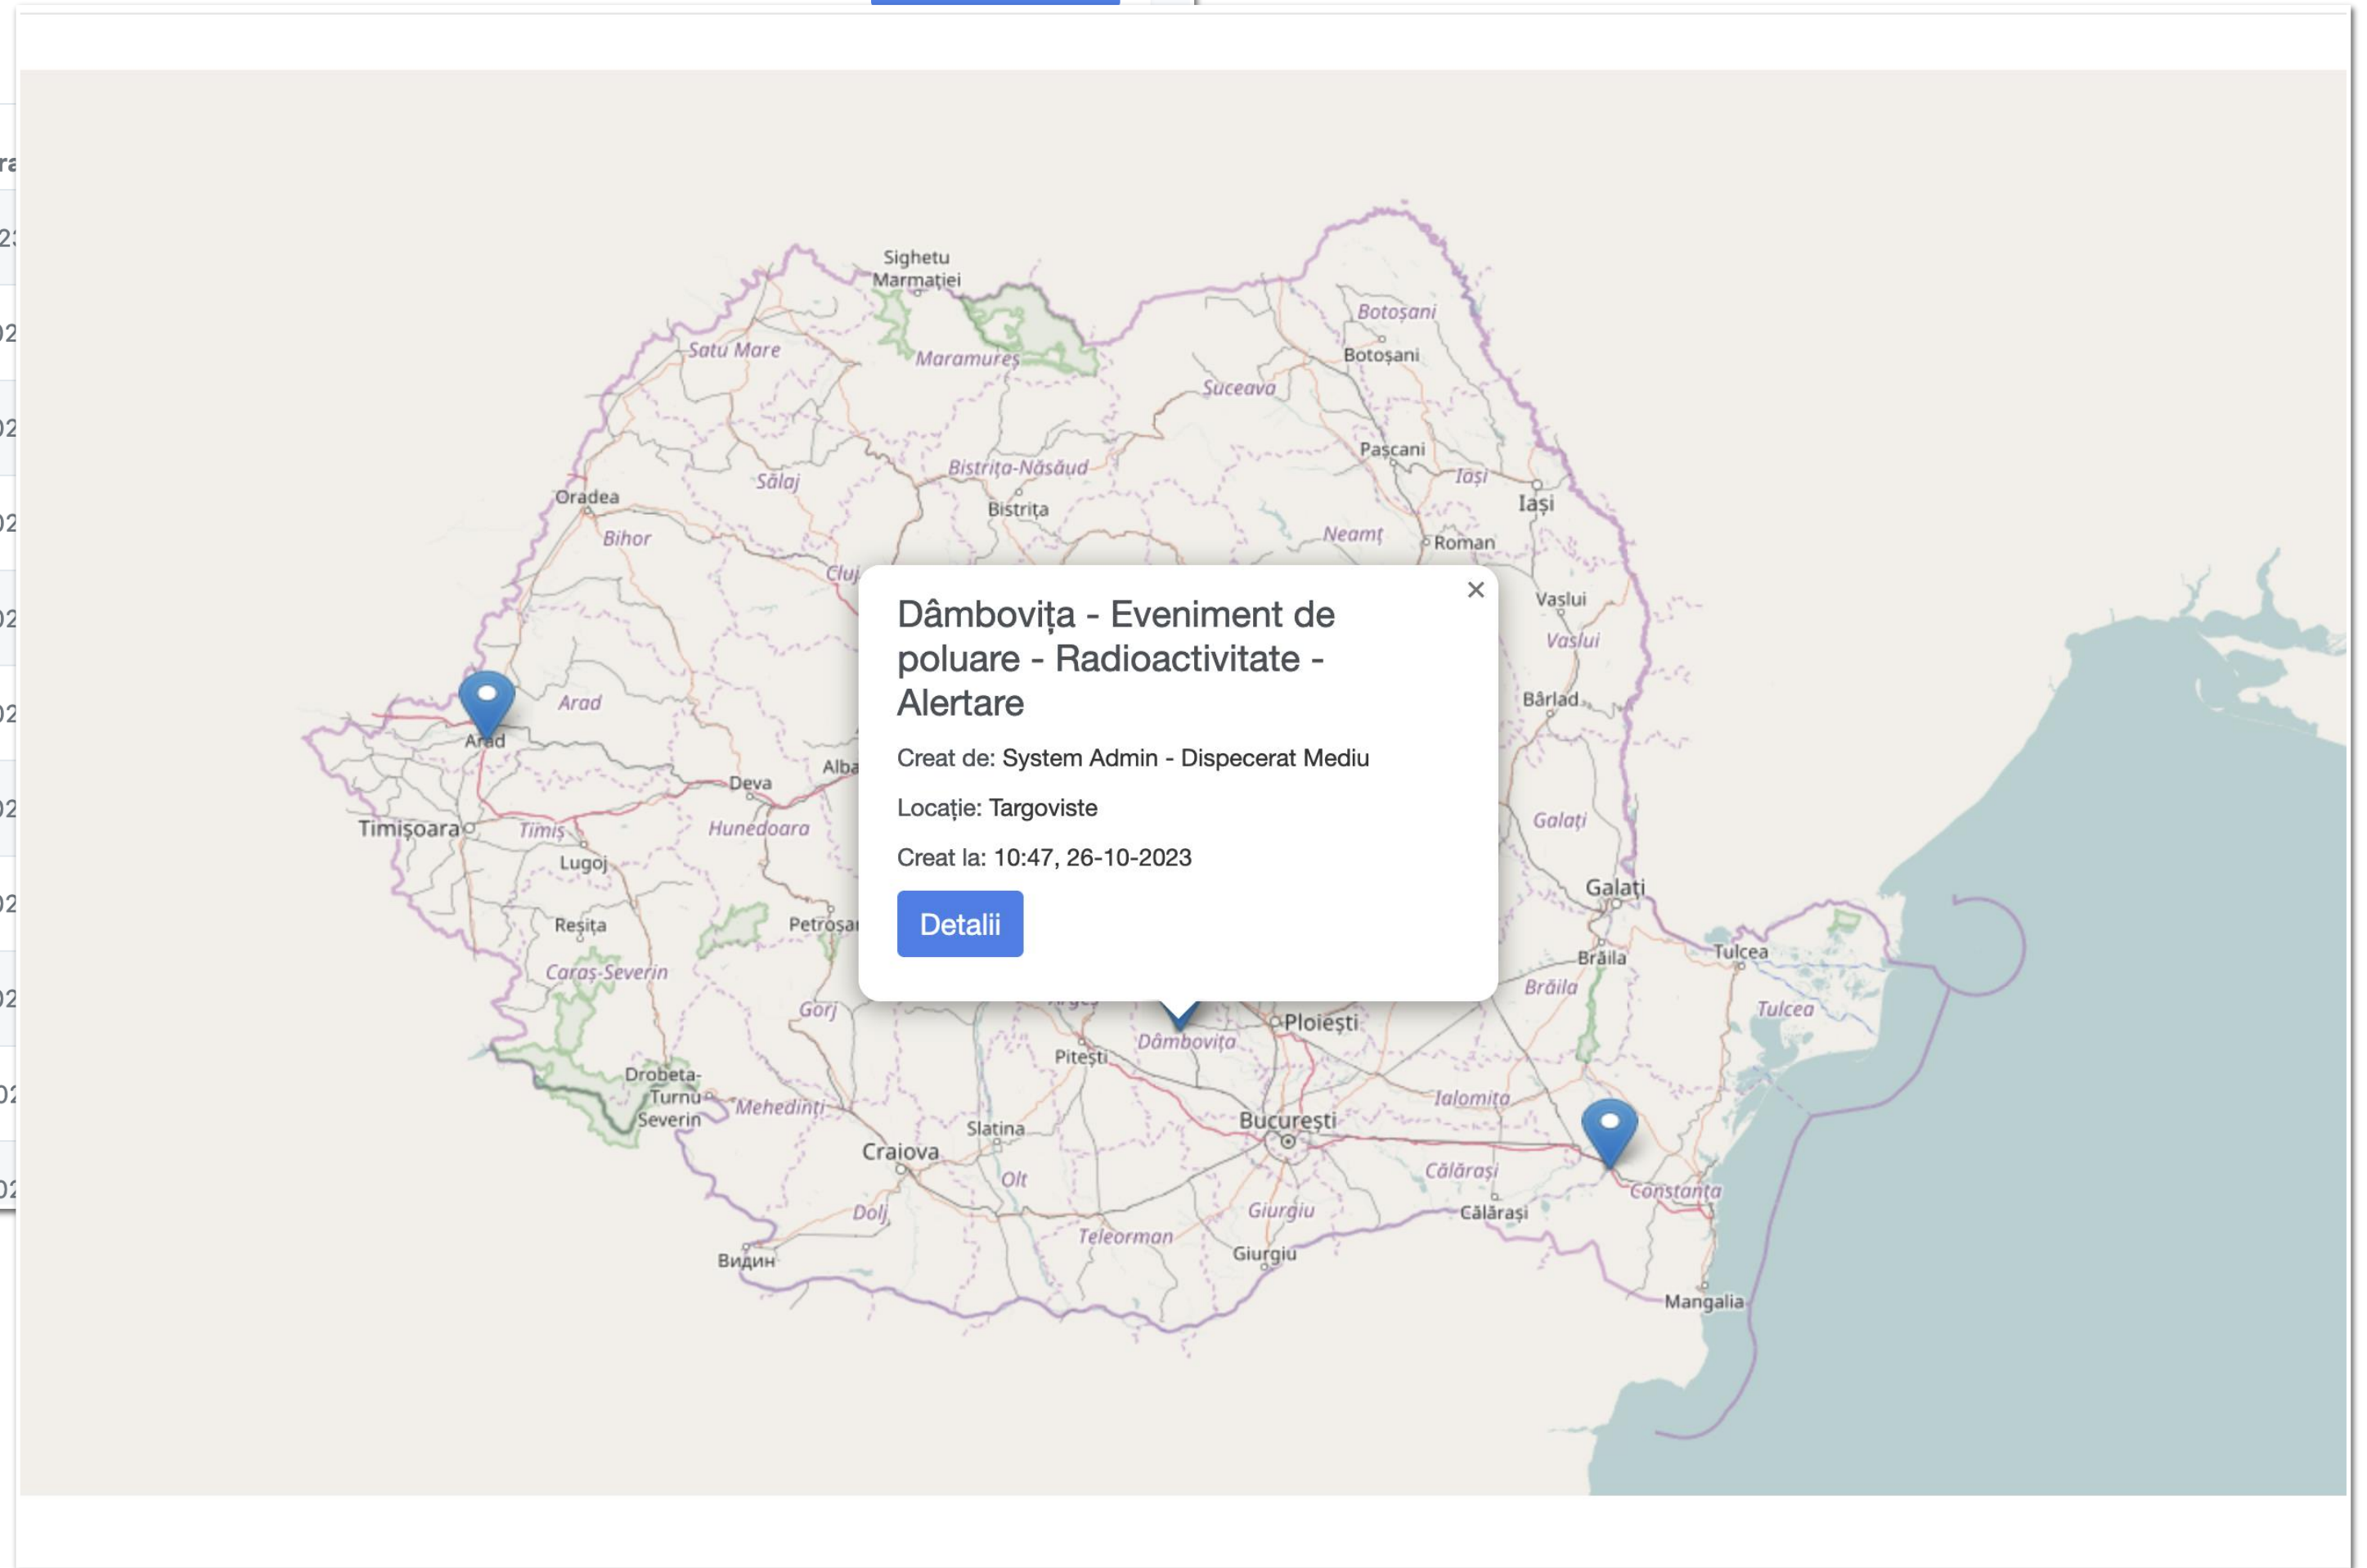 Sighetu
Marmației
Botoșani
Satu Mare
Maramureș
Botoșani
Suceava
Pașcani
Bistrița-Năsăud
Iași
Sălaj
Oradea
Iași
Bistrița
Bihor
Neamț
Roman
Cluj
Vaslui
Dâmbovița - Eveniment de
poluare - Radioactivitate -
Alertare
Vaslui
Arad
Bârlad
Arad
Creat de: System Admin - Dispecerat Mediu
Alba
Deva
Locație: Targoviste
Timișoara
Timiș
Hunedoara
Galați
Lugoj
Creat la: 10:47, 26-10-2023
Galați
Detalii
Reșița
Petroșan
Tulcea
Brăila
Caraș-Severin
Brăila
Argeș
Gorj
Tulcea
Ploiești
Dâmbovița
Pitești
Drobeta-
Turnu
Severin
Mehedinți
Ialomița
București
Slatina
Craiova
Călărași
Olt
Constanța
Dolj
Giurgiu
Călărași
Teleorman
Giurgiu
Видин
Mangalia